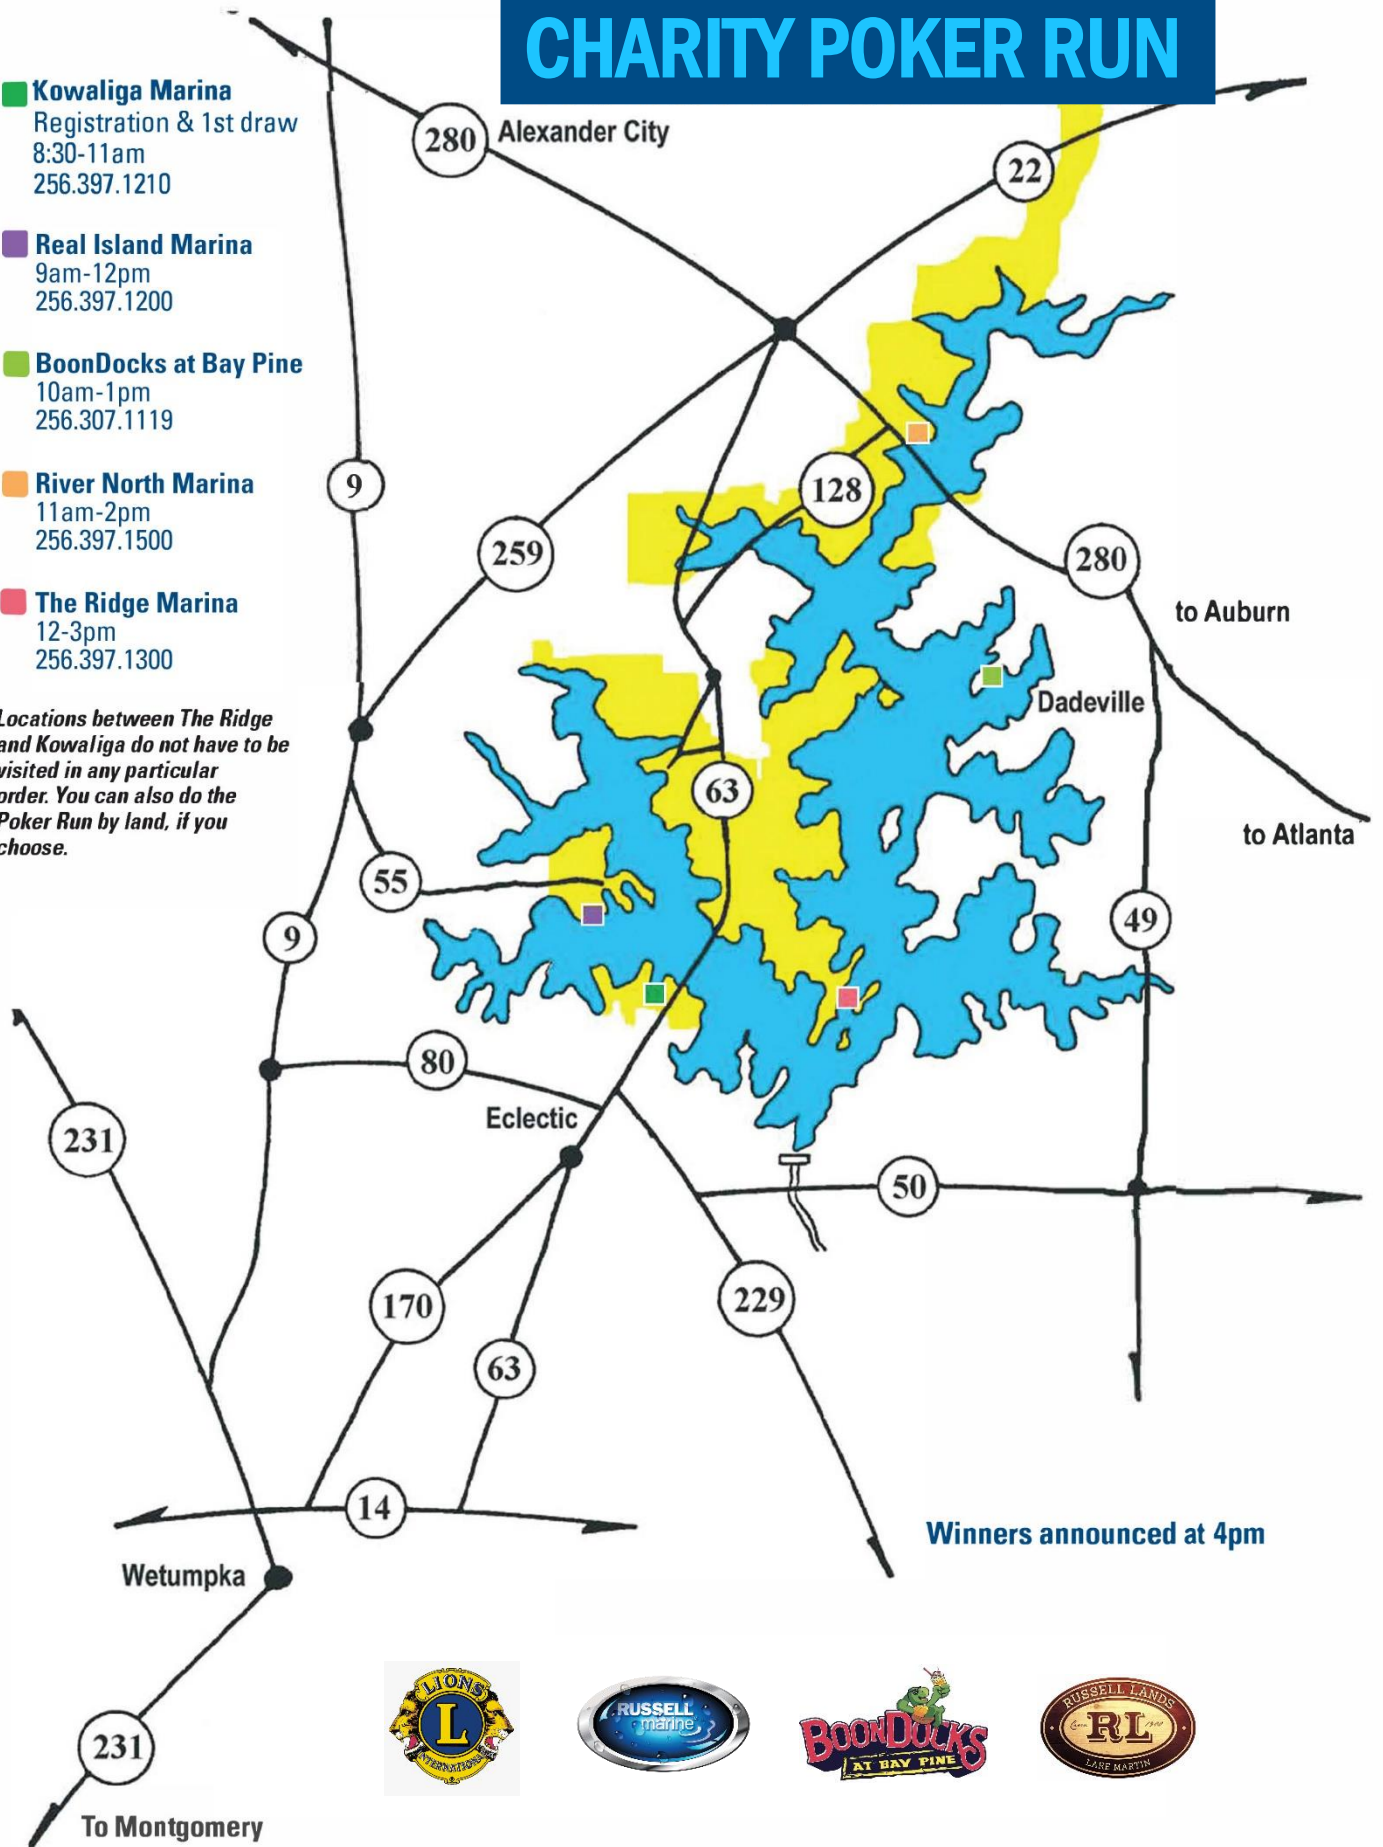 CHARITY POKER RUN
Kowaliga Marina
Registration & 1st draw
8:30-11am
256.397.1210
Real Island Marina
9am-12pm
256.397.1200
BoonDocks at Bay Pine
10am-1pm
256.307.1119
River North Marina
11am-2pm
256.397.1500
The Ridge Marina
12-3pm
256.397.1300
Locations between The Ridge
and Kowaliga do not have to be
visited in any particular
order. You can also do the
Poker Run by land, if you
choose.
280
Alexander City
22
9
128
259
280
to Auburn
Dadeville
63
to Atlanta
55
49
9
80
Eclectic
231
50
170
229
63
14
Winners announced at 4pm
Wetumpka
231
To Montgomery
LIONS
L
INTERNATIONAL
RUSSELL
marine
BOONDOCKS
AT BAY PINE
RUSSELL LANDS
RL
LAKE MARTIN